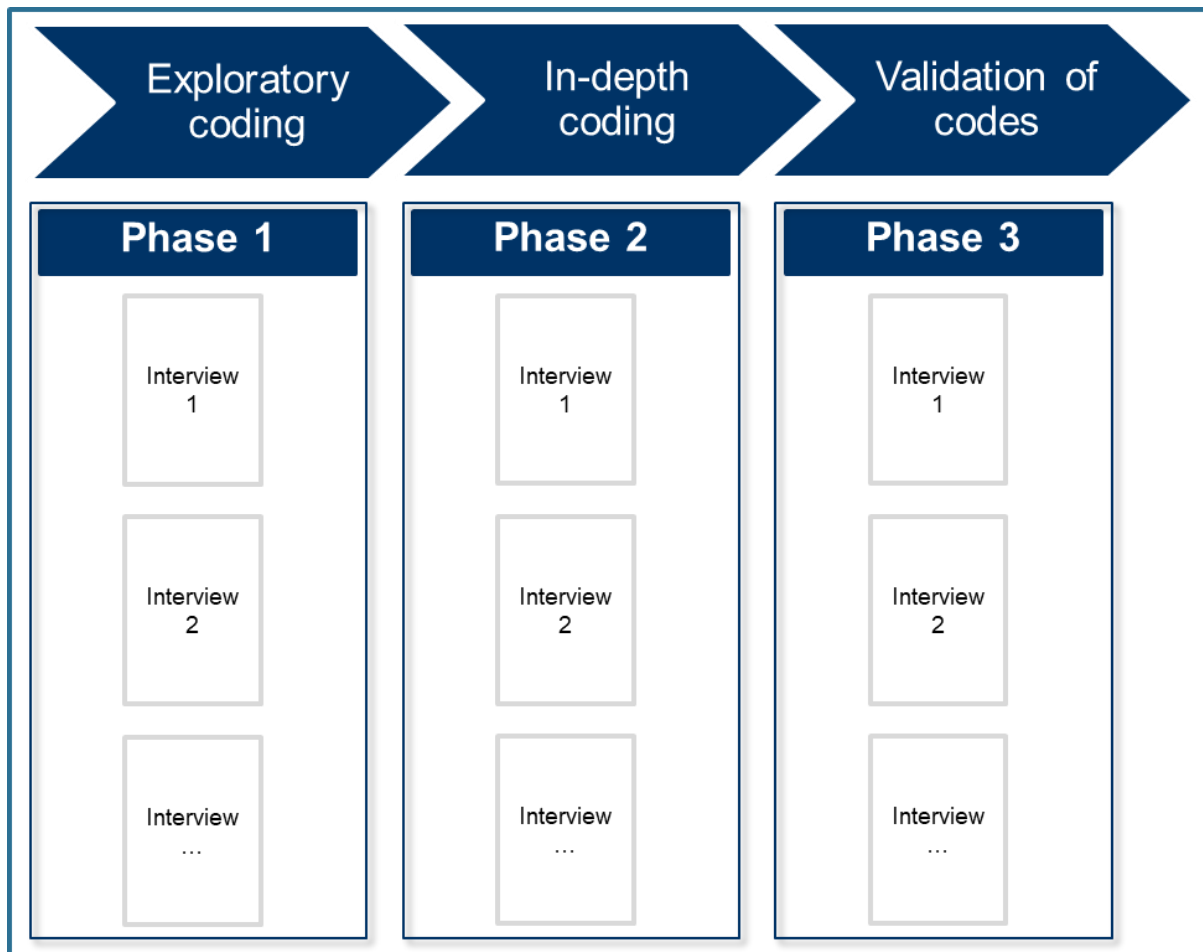 Exploratory
coding
In-depth
coding
Validation of
codes
Phase 1
Interview
1
Interview
2
Interview
…
Phase 2
Interview
1
Interview
2
Interview
…
Phase 3
Interview
1
Interview
2
Interview
…